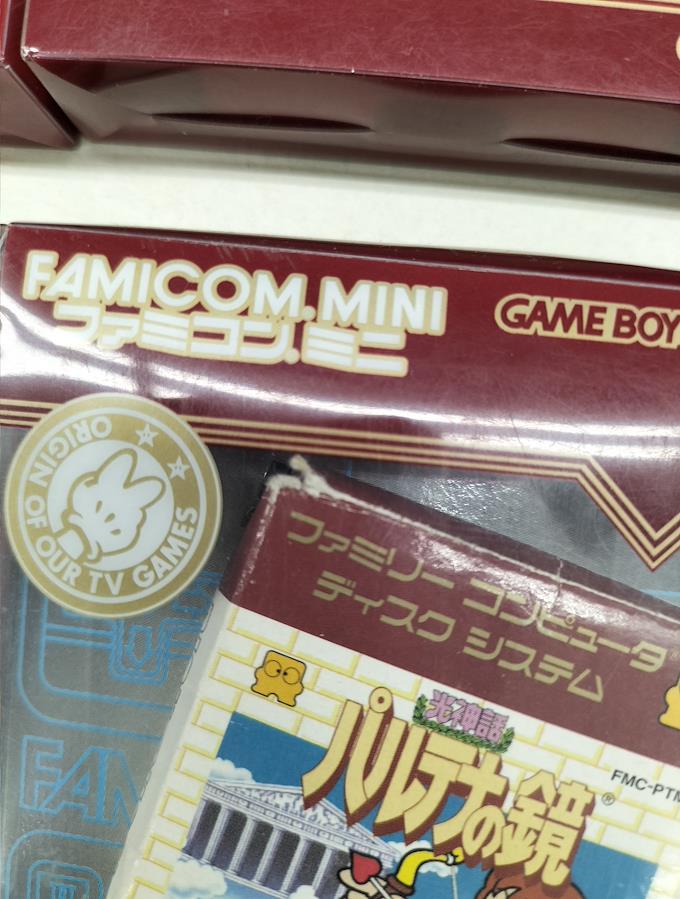 FAMICOM MINI
ファミコン ミニ
GAME BOY
ORIGIN OF OUR TV GAMES
ファミリー コンピュータ
ディスク システム
光神話
パルテナの鏡®
FMC-PTM
FAM